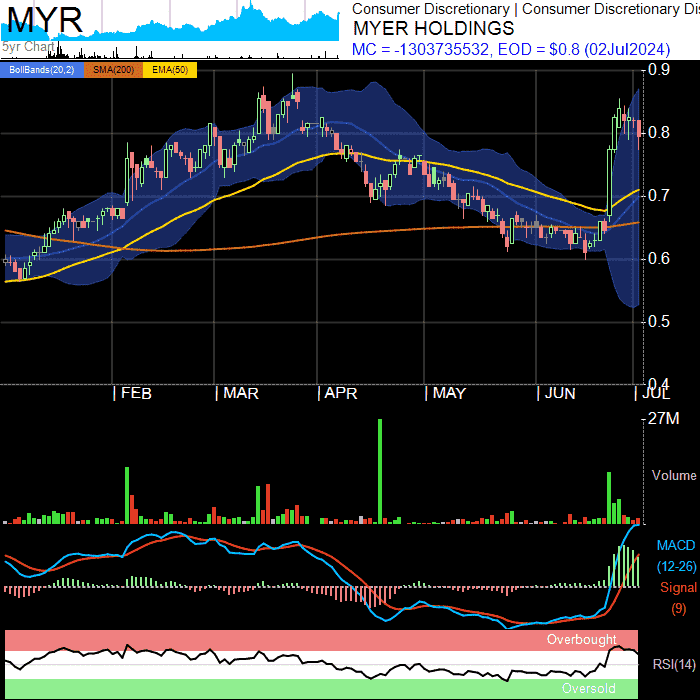 MYR
5yr Chart
Consumer Discretionary | Consumer Discretionary Dis
MYER HOLDINGS
MC = -1303735532, EOD = $0.8 (02Jul2024)
BollBands(20,2) SMA(200) EMA(50)
0.9
0.8
0.7
0.6
0.5
0.4
FEB MAR APR MAY JUN JUL
27M
Volume
MACD
(12-26)
Signal
(9)
Overbought
RSI(14)
Oversold